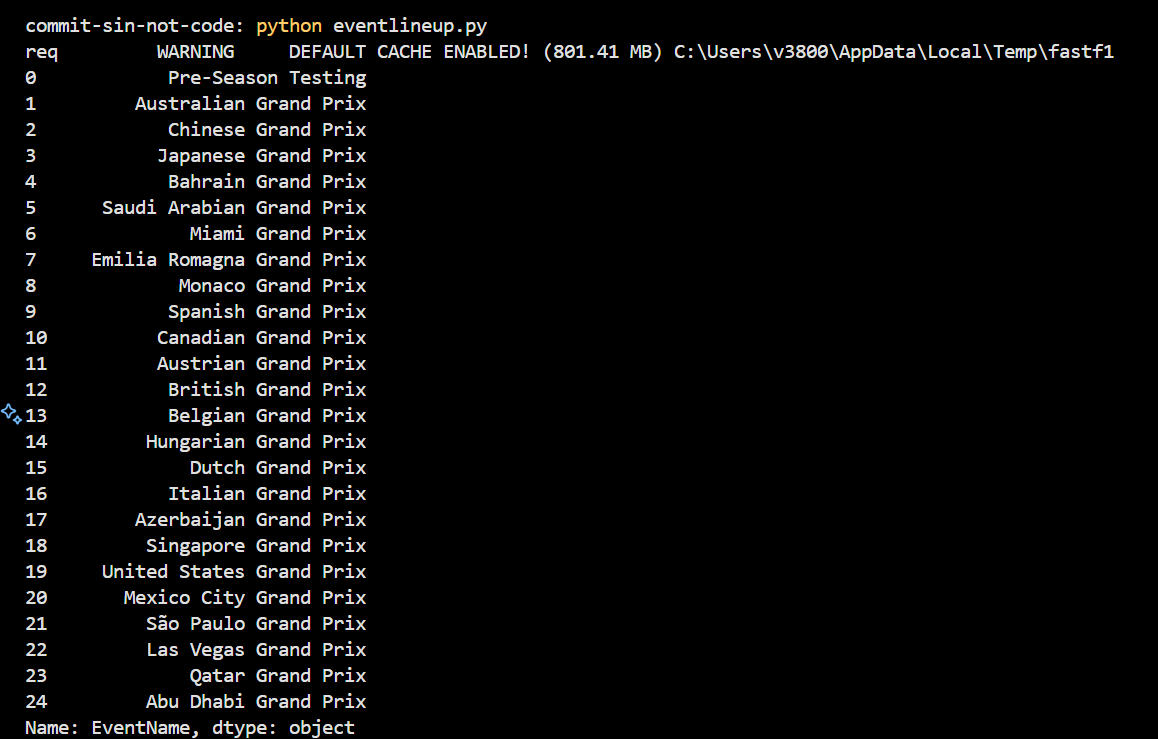 commit-sin-not-code: python eventlineup.py
req         WARNING     DEFAULT CACHE ENABLED! (801.41 MB) C:\Users\v3800\AppData\Local\Temp\fastf1
0            Pre-Season Testing
1         Australian Grand Prix
2            Chinese Grand Prix
3           Japanese Grand Prix
4            Bahrain Grand Prix
5      Saudi Arabian Grand Prix
6              Miami Grand Prix
7     Emilia Romagna Grand Prix
8             Monaco Grand Prix
9            Spanish Grand Prix
10          Canadian Grand Prix
11          Austrian Grand Prix
12           British Grand Prix
13           Belgian Grand Prix
14         Hungarian Grand Prix
15             Dutch Grand Prix
16           Italian Grand Prix
17        Azerbaijan Grand Prix
18         Singapore Grand Prix
19     United States Grand Prix
20       Mexico City Grand Prix
21         São Paulo Grand Prix
22         Las Vegas Grand Prix
23             Qatar Grand Prix
24         Abu Dhabi Grand Prix
Name: EventName, dtype: object